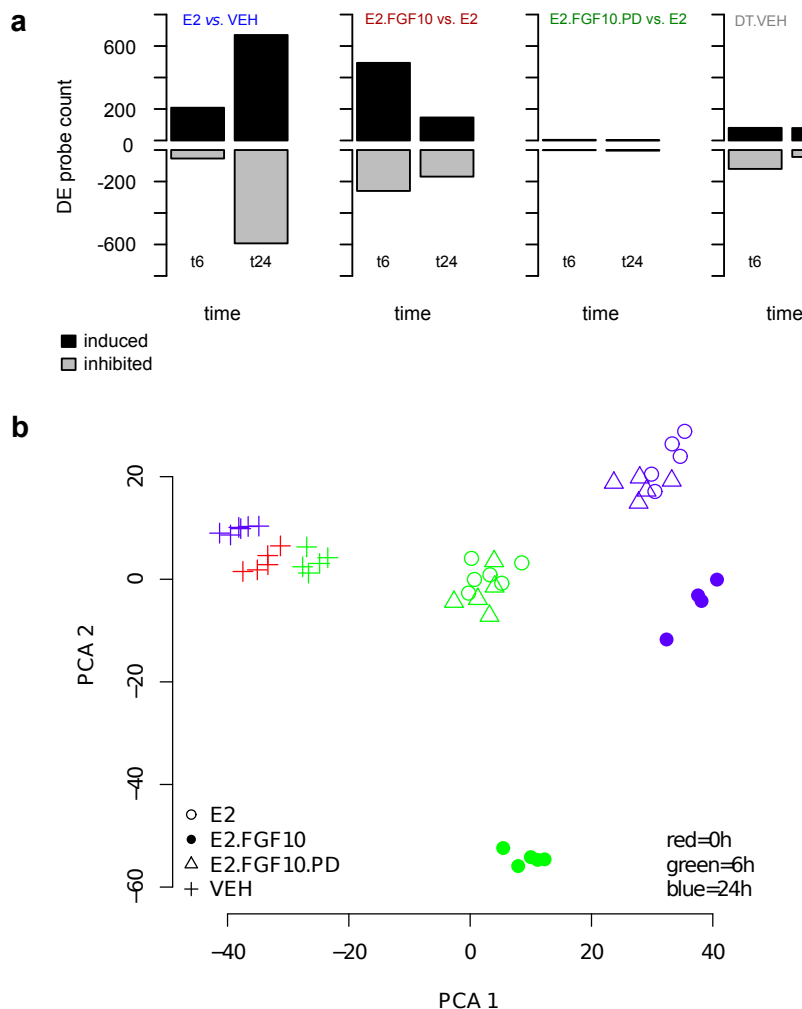 a
E2 vs. VEH
E2.FGF10 vs. E2
E2.FGF10.PD vs. E2
DT.VEH
DE probe count
600
200
0
-200
-600
t6
t24
t6
t24
t6
t24
t6
time
time
time
time
induced
inhibited
b
PCA 2
20
0
−20
−40
−60
E2
E2.FGF10
E2.FGF10.PD
VEH
red=0h
green=6h
blue=24h
−40
−20
0
20
40
PCA 1